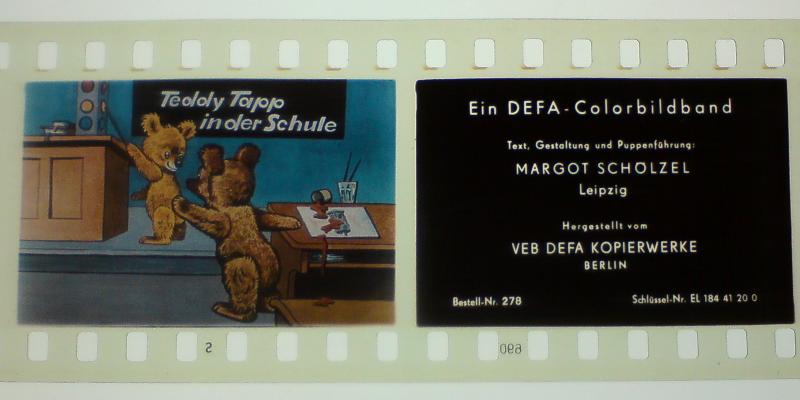 Teddy Tapp
in der Schule
Ein DEFA-Colorbildband
Text, Gestaltung und Puppenführung:
MARGOT SCHÖLZEL
Leipzig
Hergestellt vom
VEB DEFA KOPIERWERKE
BERLIN
Bestell-Nr. 278
Schlüssel-Nr. EL 184 41 20 0